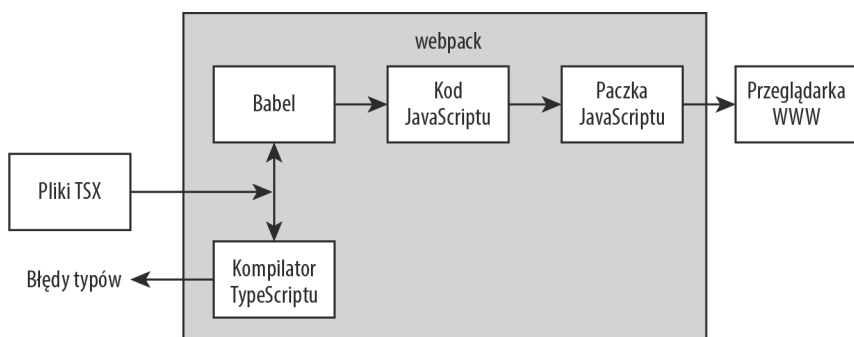 webpack
Babel
Kod
JavaScriptu
Paczka
JavaScriptu
Przeglądarka
WWW
Pliki TSX
Błędy typów
Kompilator
TypeScriptu